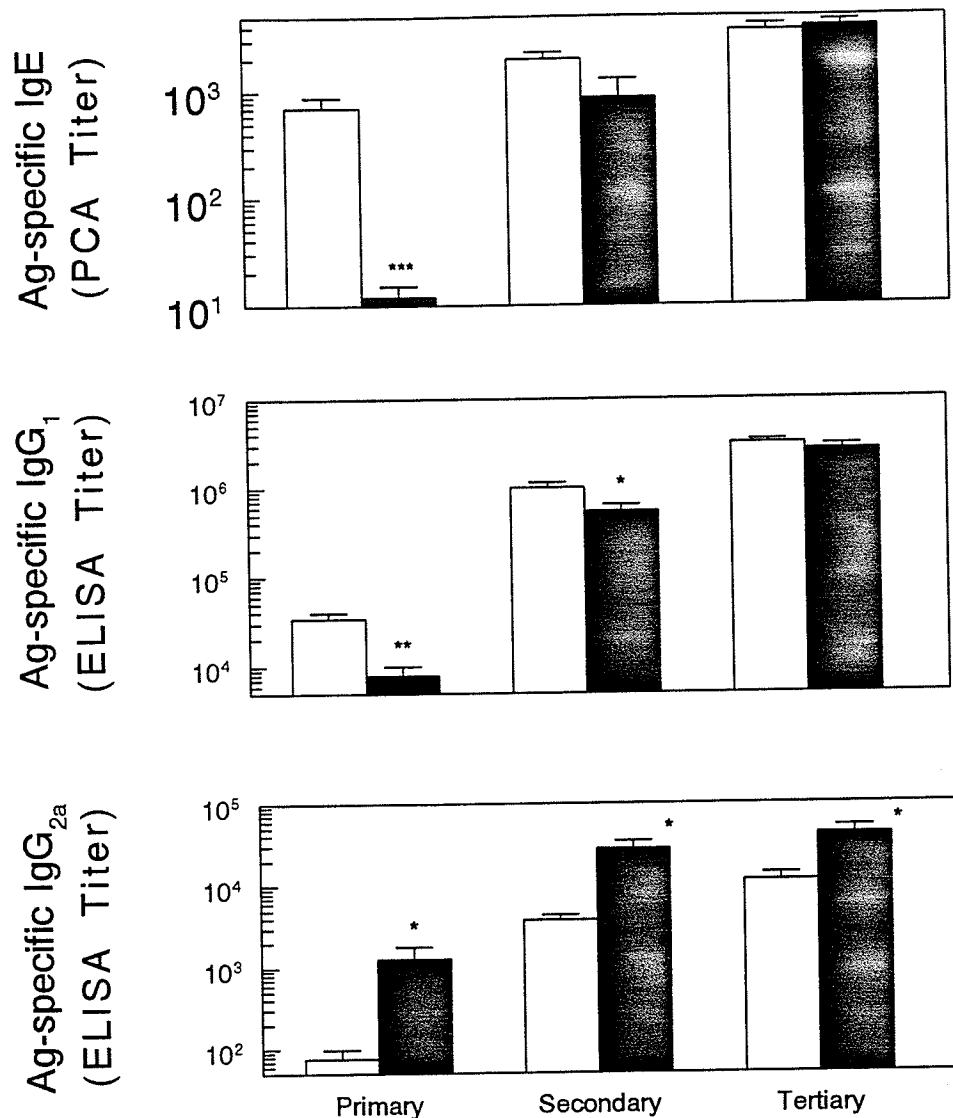 Ag-specific IgE
(PCA Titer)
10³
10²
10¹
***
Ag-specific IgG₁
(ELISA Titer)
10⁷
10⁶
10⁵
10⁴
**
*
Ag-specific IgG₂ₐ
(ELISA Titer)
10⁵
10⁴
10³
10²
*
*
*
Primary Secondary Tertiary